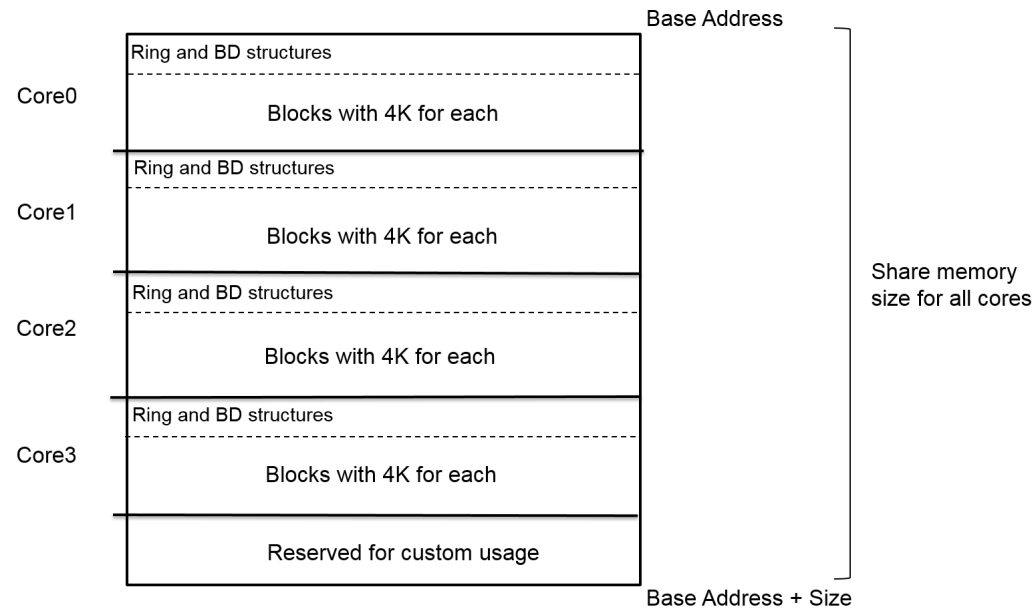 Base Address
Ring and BD structures
Core0
Blocks with 4K for each
Ring and BD structures
Core1
Blocks with 4K for each
Share memory
size for all cores
Ring and BD structures
Core2
Blocks with 4K for each
Ring and BD structures
Core3
Blocks with 4K for each
Reserved for custom usage
Base Address + Size